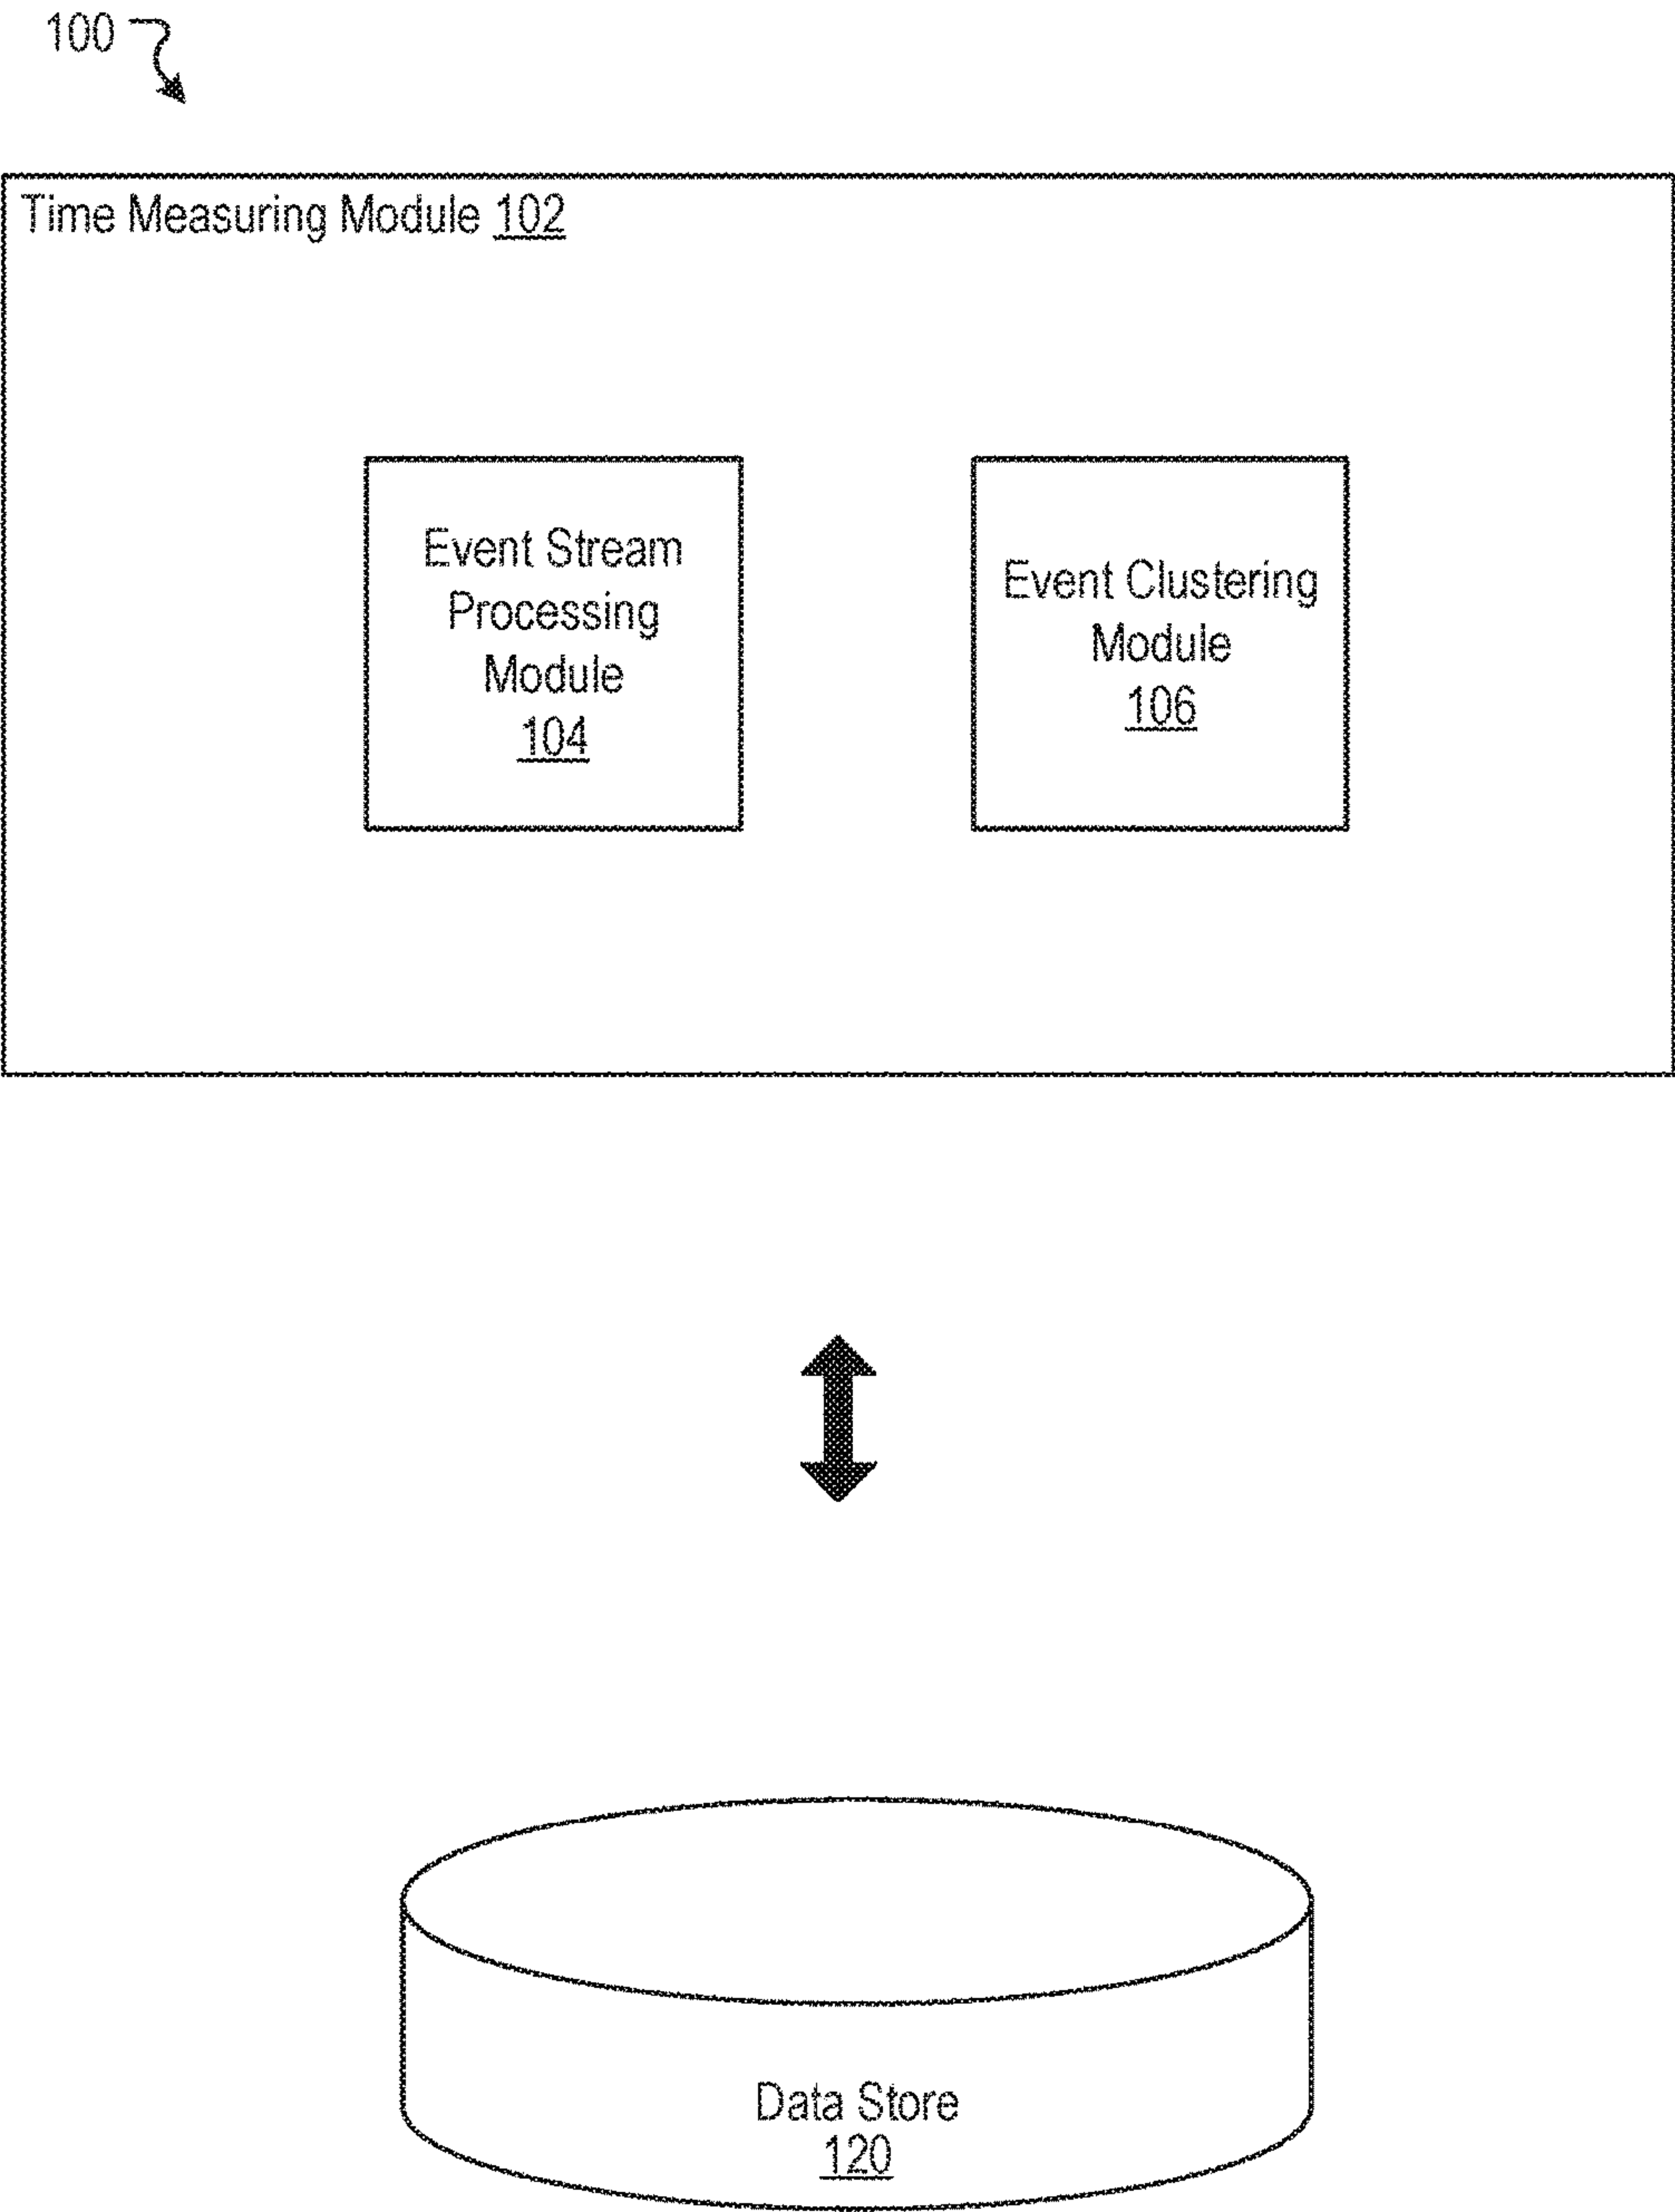 100
Time Measuring Module 102
Event Stream
Processing
Module
104
Event Clustering
Module
106
Data Store
120